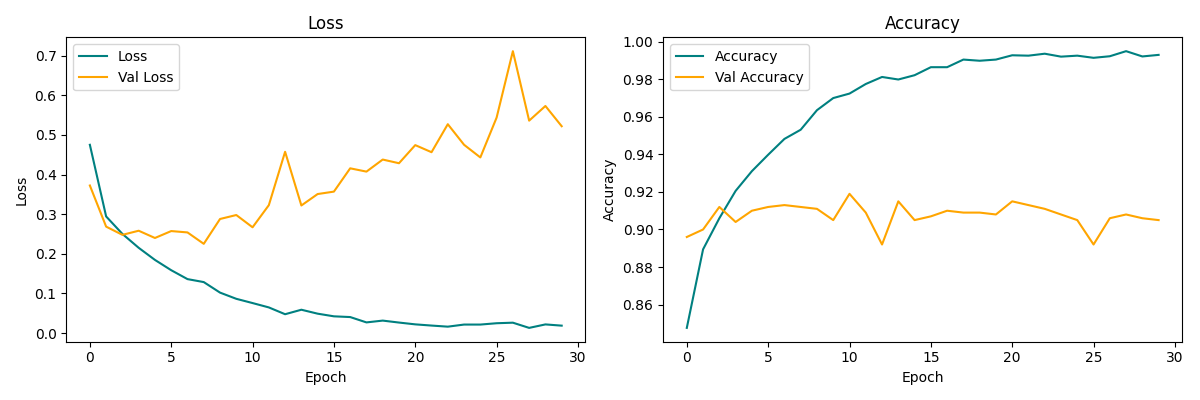 Loss
Loss
Val Loss
0.7
0.6
0.5
0.4
0.3
0.2
0.1
0.0
Loss
0 5 10 15 20 25 30
Epoch
Accuracy
Accuracy
Val Accuracy
1.00
0.98
0.96
0.94
0.92
0.90
0.88
0.86
Accuracy
0 5 10 15 20 25 30
Epoch